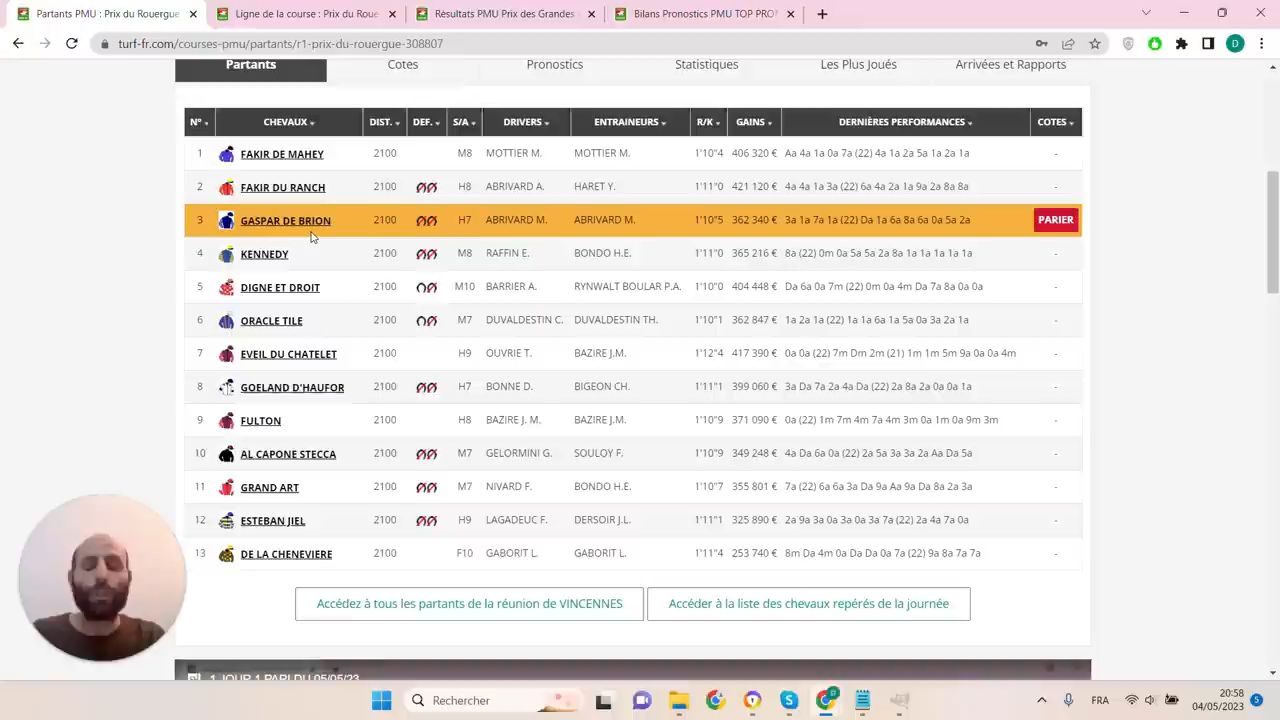 Partants PMU : Prix du Rouergue
Ligne de la course : Prix du Rou
Résultats PMU Prix des Grandes
Bilans Pronostics PMU TOP PRO
turf-fr.com/courses-pmu/partants/r1-prix-du-rouergue-308807
Partants Cotes Pronostics Statistiques Les Plus Joués Arrivées et Rapports
N° CHEVAUX DIST. DEF. S/A DRIVERS ENTRAINEURS R/K GAINS DERNIÈRES PERFORMANCES COTES
1 FAKIR DE MAHEY 2100 M8 MOTTIER M. MOTTIER M. 1'10"4 406 320 € Aa 4a 1a 0a 7a (22) 4a 1a 2a 5a 1a 2a 1a -
2 FAKIR DU RANCH 2100 H8 ABRIVARD A. HARET Y. 1'11"0 421 120 € 4a 4a 1a 3a (22) 6a 4a 2a 1a 9a 2a 8a 8a -
3 GASPAR DE BRION 2100 H7 ABRIVARD M. ABRIVARD M. 1'10"5 362 340 € 3a 1a 7a 1a (22) Da 1a 6a 8a 6a 0a 5a 2a PARIER
4 KENNEDY 2100 M8 RAFFIN E. BONDO H.E. 1'11"0 365 216 € 8a (22) 0m 0a 5a 5a 2a 8a 1a 1a 1a 1a 1a -
5 DIGNE ET DROIT 2100 M10 BARRIER A. RYNWALT BOULAR P.A. 1'10"0 404 448 € Da 6a 0a 7m (22) 0m 0a 4m Da 7a 8a 0a 0a -
6 ORACLE TILE 2100 M7 DUVALDESTIN C. DUVALDESTIN TH. 1'10"1 362 847 € 1a 2a 1a (22) 1a 1a 6a 1a 5a 0a 3a 2a 1a -
7 EVEIL DU CHATELET 2100 H9 OUVRIE T. BAZIRE J.M. 1'12"4 417 390 € 0a 0a (22) 7m Dm 2m (21) 1m 1m 5m 9a 0a 0a 4m -
8 GOELAND D'HAUFOR 2100 H7 BONNE D. BIGEON CH. 1'11"1 399 060 € 3a Da 7a 2a 4a Da (22) 2a 8a 2a 0a 0a 1a -
9 FULTON 2100 H8 BAZIRE J. M. BAZIRE J.M. 1'10"9 371 090 € 0a (22) 1m 7m 4m 7a 4m 3m 0a 1m 0a 9m 3m -
10 AL CAPONE STECCA 2100 M7 GELORMINI G. SOULOY F. 1'10"9 349 248 € 4a Da 6a 0a (22) 2a 5a 3a 3a 2a Aa Da 5a -
11 GRAND ART 2100 M7 NIVARD F. BONDO H.E. 1'10"7 355 801 € 7a (22) 6a 6a 3a Da 9a Aa 9a Da 8a 2a 3a -
12 ESTEBAN JIEL 2100 H9 LAGADEUC F. DERSOIR J.L. 1'11"1 325 890 € 2a 9a 3a 0a 3a 0a 3a 7a (22) 2a 4a 7a 0a -
13 DE LA CHENEVIERE 2100 F10 GABORIT L. GABORIT L. 1'11"4 253 740 € 8m Da 4m 0a Da Da 0a 7a (22) 9a 8a 7a 7a -
Accédez à tous les partants de la réunion de VINCENNES
Accéder à la liste des chevaux repérés de la journée
1 JOUR 1 PARI DU 05/05/23
Rechercher
FRA
20:58
04/05/2023
5